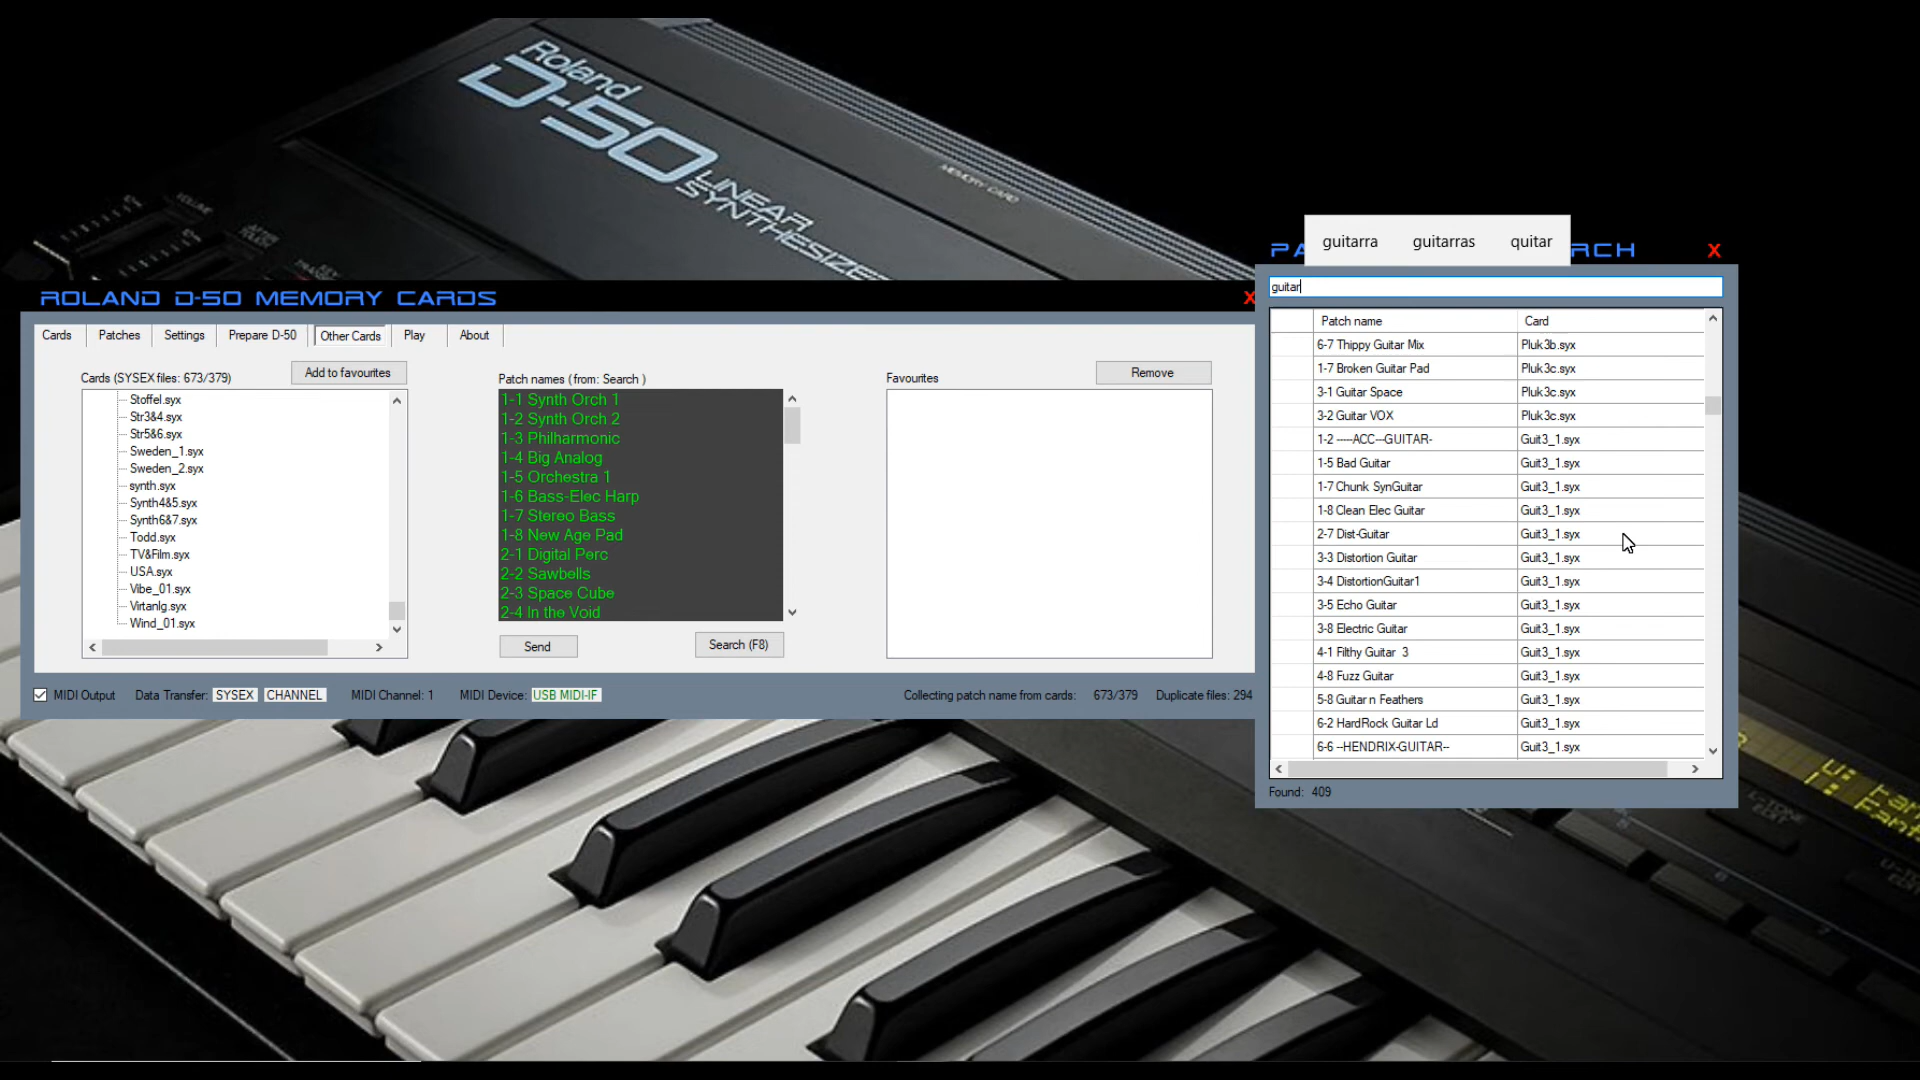 Roland
D-50
LINEAR
SYNTHESIZER
MEMORY CARD
VOLUME
guitarra guitarras quitar
RCH X
ROLAND D-50 MEMORY CARDS X
guitar
Cards Patches Settings Prepare D-50 Other Cards Play About
Cards (SYSEX files: 673/379) Add to favourites
Stoffel.syx
Str3&4.syx
Str5&6.syx
Sweden_1.syx
Sweden_2.syx
synth.syx
Synth4&5.syx
Synth6&7.syx
Todd.syx
TV&Film.syx
USA.syx
Vibe_01.syx
Virtanlg.syx
Wind_01.syx
Patch names (from: Search )
1-1 Synth Orch 1
1-2 Synth Orch 2
1-3 Philharmonic
1-4 Big Analog
1-5 Orchestra 1
1-6 Bass-Elec Harp
1-7 Stereo Bass
1-8 New Age Pad
2-1 Digital Perc
2-2 Sawbells
2-3 Space Cube
2-4 In the Void
Send Search (F8)
Favourites Remove
MIDI Output Data Transfer: SYSEX CHANNEL MIDI Channel: 1 MIDI Device: USB MIDI-IF Collecting patch name from cards: 673/379 Duplicate files: 294
Patch name Card
6-7 Thippy Guitar Mix Pluk3b.syx
1-7 Broken Guitar Pad Pluk3c.syx
3-1 Guitar Space Pluk3c.syx
3-2 Guitar VOX Pluk3c.syx
1-2 -----ACC---GUITAR- Guit3_1.syx
1-5 Bad Guitar Guit3_1.syx
1-7 Chunk SynGuitar Guit3_1.syx
1-8 Clean Elec Guitar Guit3_1.syx
2-7 Dist-Guitar Guit3_1.syx
3-3 Distortion Guitar Guit3_1.syx
3-4 DistortionGuitar1 Guit3_1.syx
3-5 Echo Guitar Guit3_1.syx
3-8 Electric Guitar Guit3_1.syx
4-1 Filthy Guitar 3 Guit3_1.syx
4-8 Fuzz Guitar Guit3_1.syx
5-8 Guitar n Feathers Guit3_1.syx
6-2 HardRock Guitar Ld Guit3_1.syx
6-6 --HENDRIX-GUITAR-- Guit3_1.syx
Found: 409